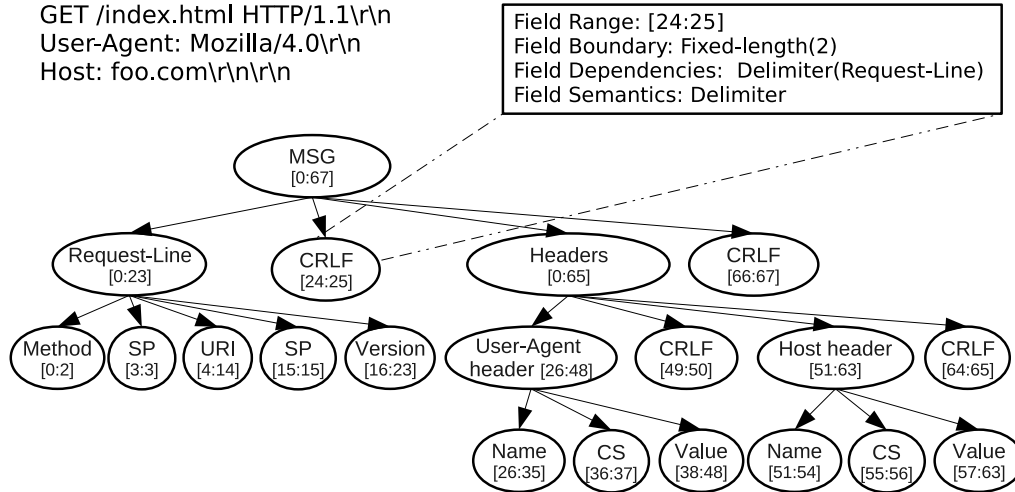 GET /index.html HTTP/1.1\r\n
User-Agent: Mozilla/4.0\r\n
Host: foo.com\r\n\r\n
Field Range: [24:25]
Field Boundary: Fixed-length(2)
Field Dependencies: Delimiter(Request-Line)
Field Semantics: Delimiter
MSG
[0:67]
Request-Line
[0:23]
CRLF
[24:25]
Headers
[0:65]
CRLF
[66:67]
Method
[0:2]
SP
[3:3]
URI
[4:14]
SP
[15:15]
Version
[16:23]
User-Agent
header [26:48]
CRLF
[49:50]
Host header
[51:63]
CRLF
[64:65]
Name
[26:35]
CS
[36:37]
Value
[38:48]
Name
[51:54]
CS
[55:56]
Value
[57:63]